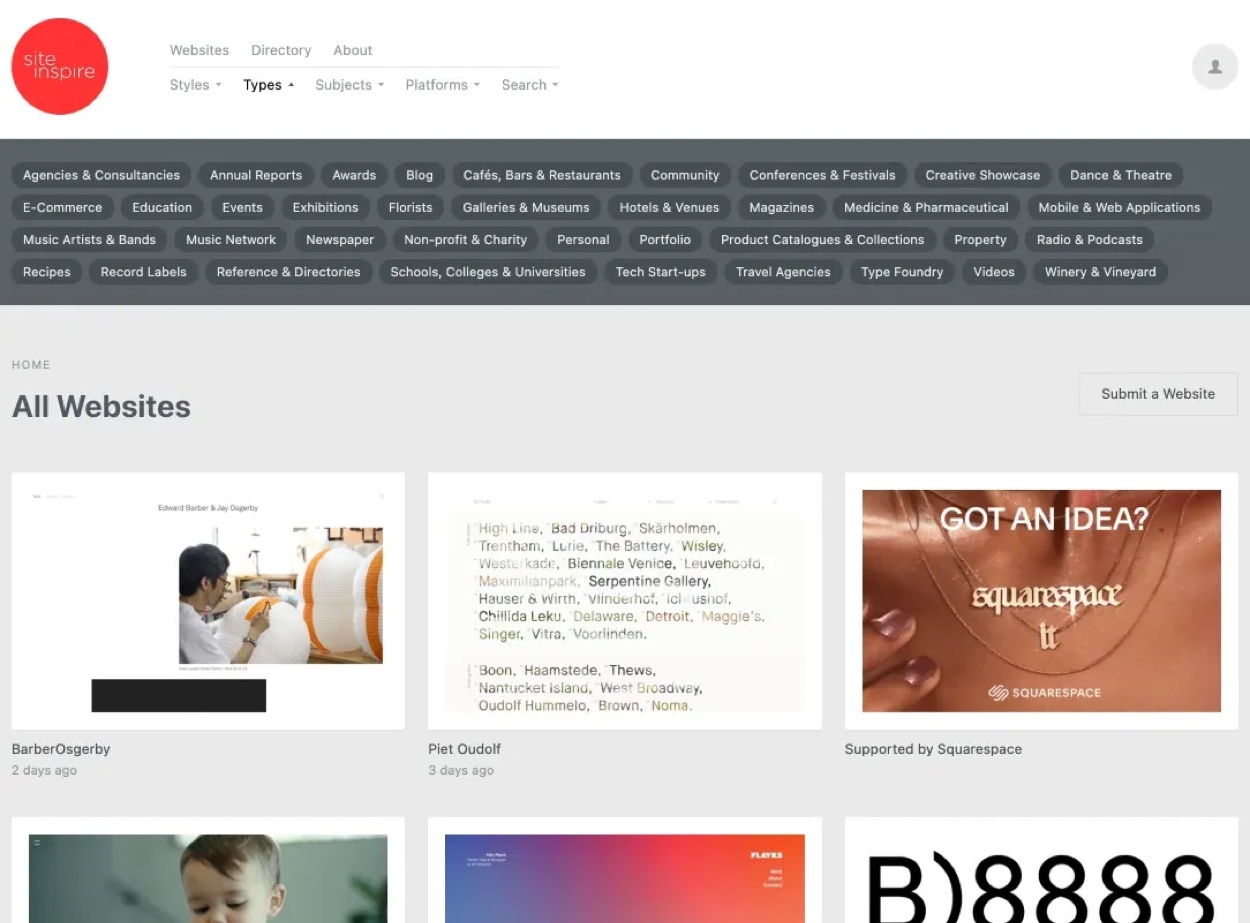 site
inspire
Websites Directory About
Styles Types Subjects Platforms Search
Agencies & Consultancies Annual Reports Awards Blog Cafés, Bars & Restaurants Community Conferences & Festivals Creative Showcase Dance & Theatre
E-Commerce Education Events Exhibitions Florists Galleries & Museums Hotels & Venues Magazines Medicine & Pharmaceutical Mobile & Web Applications
Music Artists & Bands Music Network Newspaper Non-profit & Charity Personal Portfolio Product Catalogues & Collections Property Radio & Podcasts
Recipes Record Labels Reference & Directories Schools, Colleges & Universities Tech Start-ups Travel Agencies Type Foundry Videos Winery & Vineyard
HOME
All Websites
Submit a Website
Edward Barber & Jay Osgerby
BarberOsgerby
2 days ago
High Line, Bad Driburg, Skärholmen,
Trentham, Lurie, The Battery, Wisley,
Westerkade, Biennale Venice, Leuvehoofd,
Maximilianpark, Serpentine Gallery,
Hauser & Wirth, Vlinderhof, Ichtushof,
Chillida Leku, Delaware, Detroit, Maggie's,
Singer, Vitra, Voorlinden.
Boon, Haamstede, Thews,
Nantucket Island, West Broadway,
Oudolf Hummelo, Brown, Noma.
Piet Oudolf
3 days ago
GOT AN IDEA?
squarespace
it
SQUARESPACE
Supported by Squarespace
FLAYKS
Work
About
Contact
B)8888